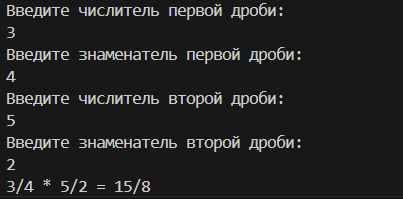 Введите числитель первой дроби:
3
Введите знаменатель первой дроби:
4
Введите числитель второй дроби:
5
Введите знаменатель второй дроби:
2
3/4 * 5/2 = 15/8